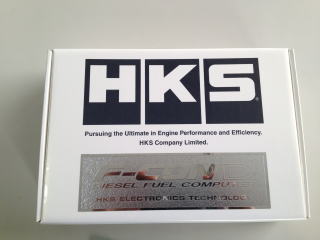 HKS
Pursuing the Ultimate in Engine Performance and Efficiency.
HKS Company Limited.
DIESEL FUEL COMPUTER
HKS ELECTRONICS TECHNOLOGY